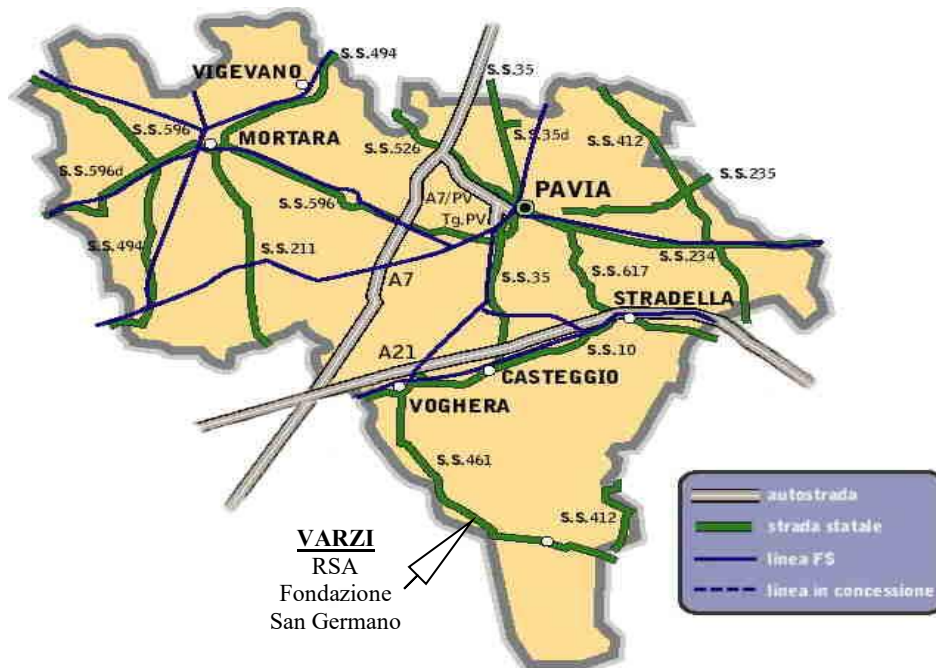 S.S.494
VIGEVANO
S.S.35
S.S.596
MORTARA
S.S.526
S.S.35d
S.S.412
S.S.596d
S.S.235
A7/PV
PAVIA
S.S.596
Tg.PV
S.S.494
S.S.211
S.S.234
A7
S.S.35
S.S.617
STRADELLA
A21
S.S.10
CASTEGGIO
VOGHERA
S.S.461
S.S.412
VARZI
RSA
Fondazione
San Germano
autostrada
strada statale
linea FS
linea in concessione